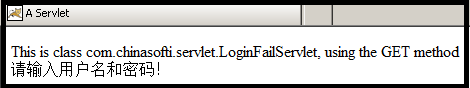 A Servlet
This is class com.chinasofti.servlet.LoginFailServlet, using the GET method
请输入用户名和密码!